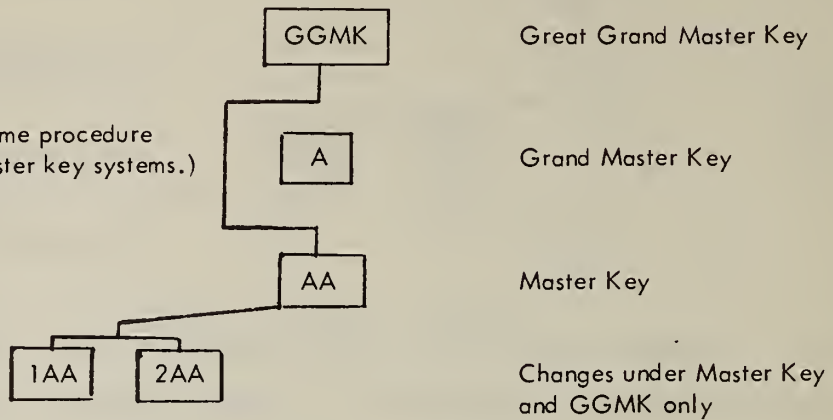 GGMK Great Grand Master Key
me procedure
ster key systems.)
A Grand Master Key
AA Master Key
1AA 2AA Changes under Master Key
and GGMK only